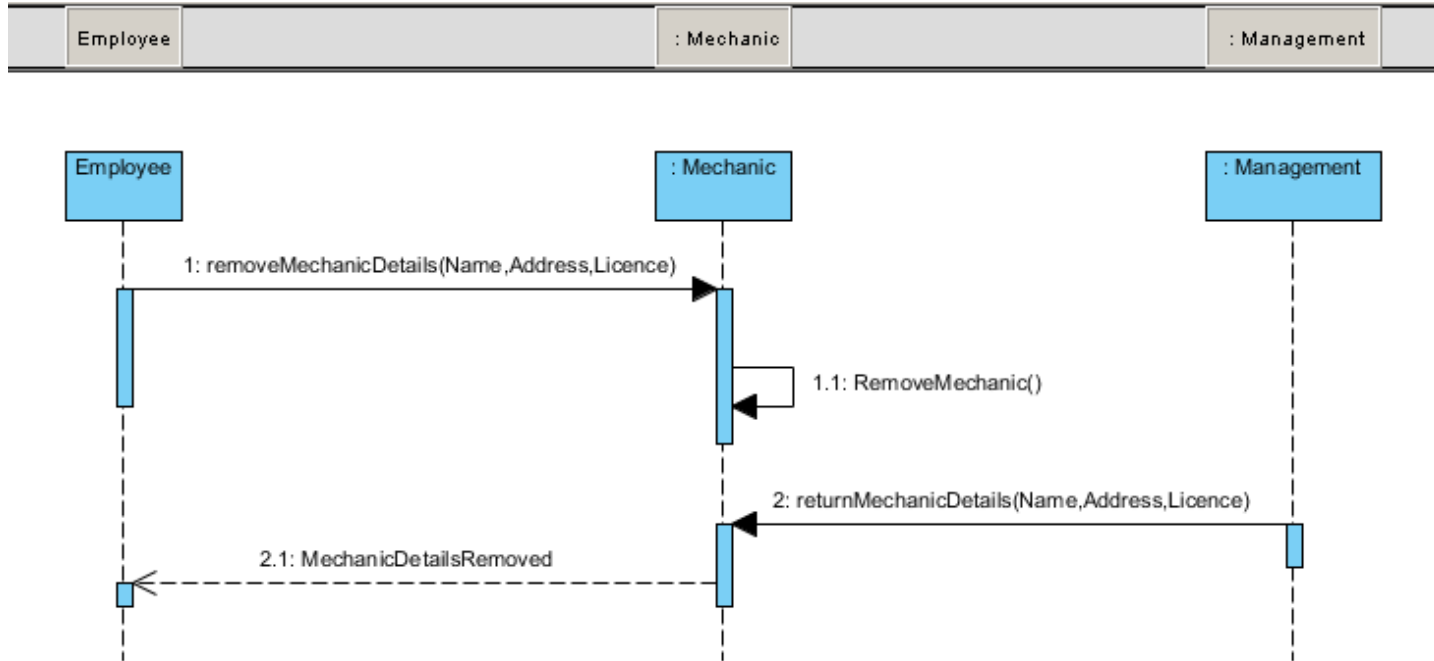 Employee : Mechanic : Management
Employee : Mechanic : Management
1: removeMechanicDetails(Name,Address,Licence)
1.1: RemoveMechanic()
2: returnMechanicDetails(Name,Address,Licence)
2.1: MechanicDetailsRemoved